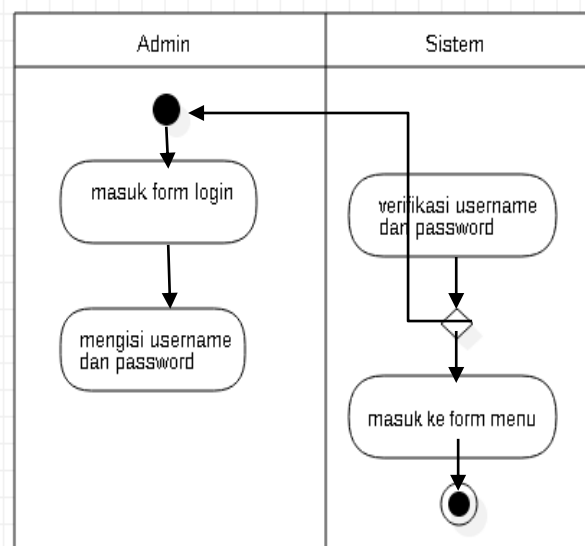 Admin
Sistem
masuk form login
verifikasi username
dan password
mengisi username
dan password
masuk ke form menu